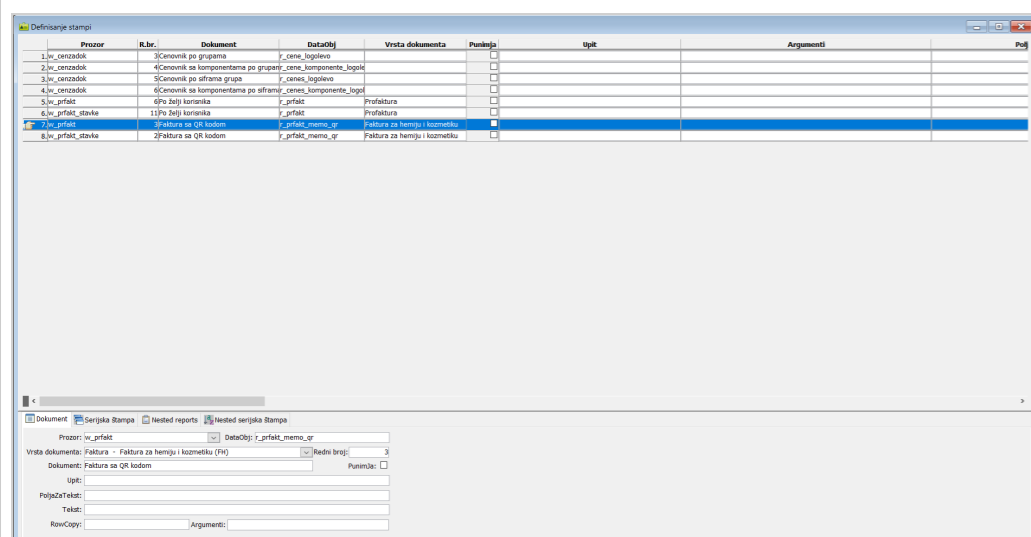 Definisanje stampi
Prozor R.br. Dokument DataObj Vrsta dokumenta Punimja Upit Argumenti Polj
1. w_cenzadok 3 Cenovnik po grupama r_cene_logolevo
2. w_cenzadok 4 Cenovnik sa komponentama po grupan r_cene_komponente_logole
3. w_cenzadok 5 Cenovnik po siframa grupa r_cenes_logolevo
4. w_cenzadok 6 Cenovnik sa komponentama po siframa r_cenes_komponente_logol
5. w_prfakt 6 Po želji korisnika r_prfakt Profaktura
6. w_prfakt_stavke 11 Po želji korisnika r_prfakt Profaktura
7. w_prfakt 3 Faktura sa QR kodom r_prfakt_memo_qr Faktura za hemiju i kozmetiku
8. w_prfakt_stavke 2 Faktura sa QR kodom r_prfakt_memo_qr Faktura za hemiju i kozmetiku
Dokument Serijska štampa Nested reports Nested serijska štampa
Prozor: w_prfakt DataObj: r_prfakt_memo_qr
Vrsta dokumenta: Faktura - Faktura za hemiju i kozmetiku (FH) Redni broj: 3
Dokument: Faktura sa QR kodom PunimJa:
Upit:
PoljaZaTekst:
Tekst:
RowCopy: Argumenti: